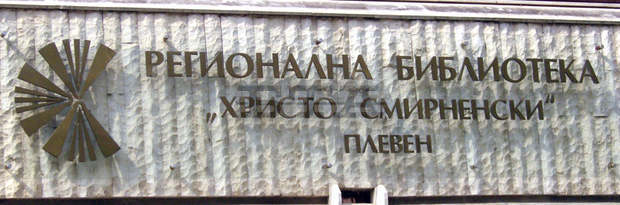 РЕГИОНАЛНА БИБЛИОТЕКА
„ХРИСТО СМИРНЕНСКИ“
ПЛЕВЕН